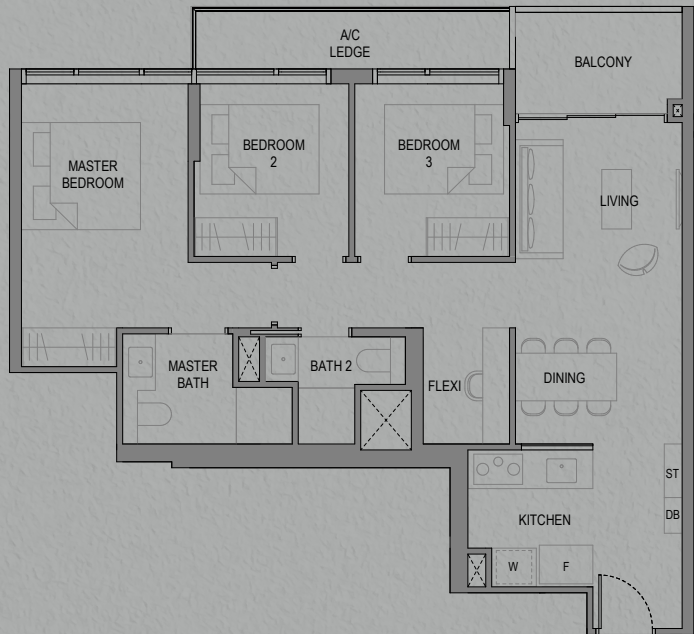 A/C
LEDGE
BALCONY
MASTER
BEDROOM
BEDROOM
2
BEDROOM
3
LIVING
MASTER
BATH
BATH 2
FLEXI
DINING
ST
DB
KITCHEN
W
F